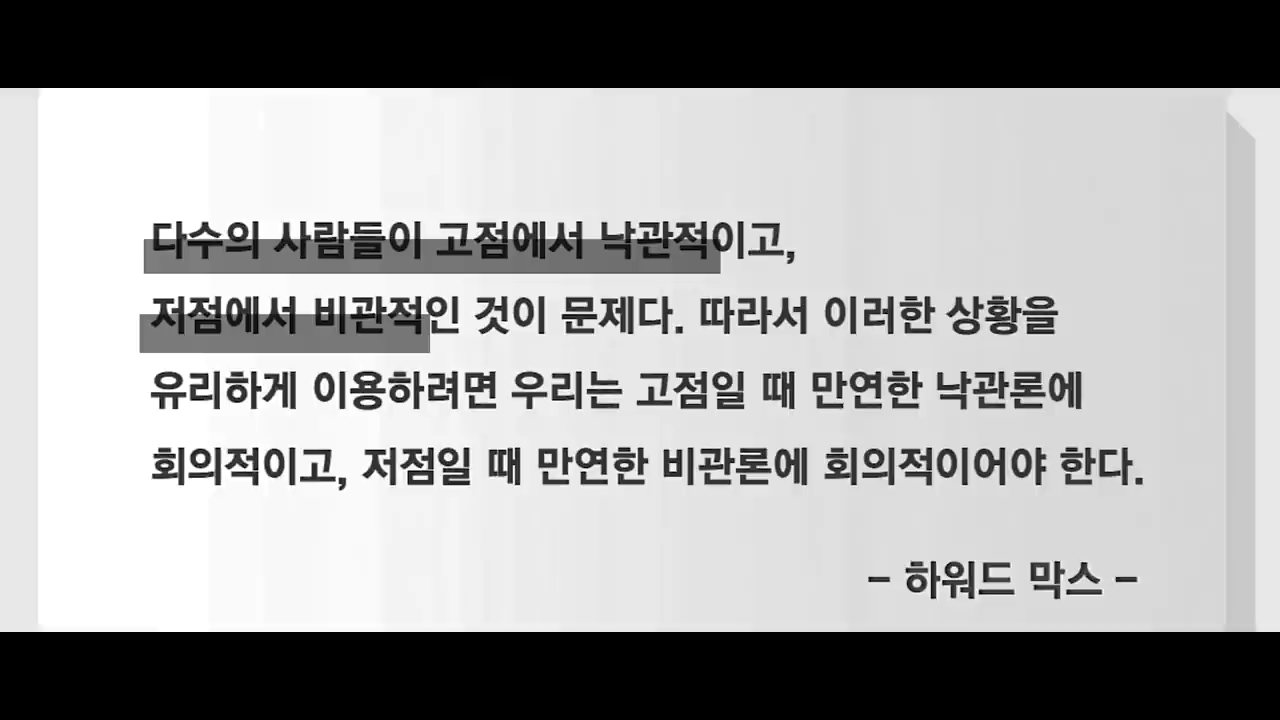 다수의 사람들이 고점에서 낙관적이고,
저점에서 비관적인 것이 문제다. 따라서 이러한 상황을
유리하게 이용하려면 우리는 고점일 때 만연한 낙관론에
회의적이고, 저점일 때 만연한 비관론에 회의적이어야 한다.
- 하워드 막스 -